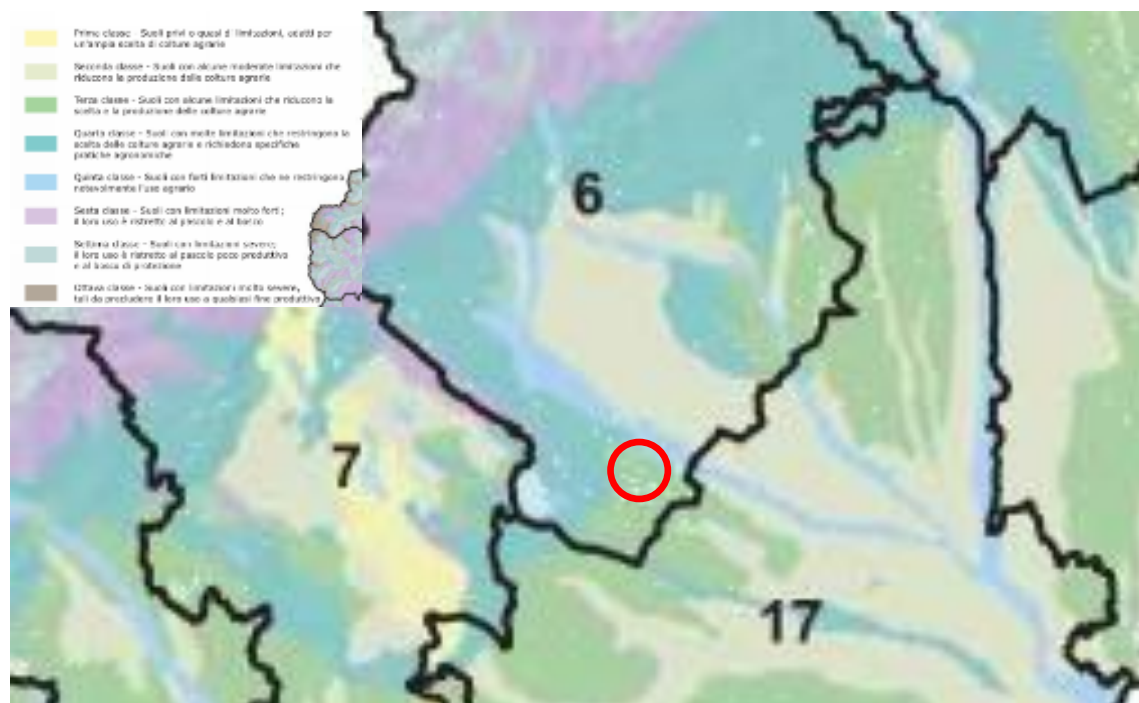 Prima classe - Suoli privi o quasi di limitazioni, adatti per
un'ampia scelta di colture agrarie
Seconda classe - Suoli con alcune moderate limitazioni che
riducono la produzione delle colture agrarie
Terza classe - Suoli con alcune limitazioni che riducono la
scelta e la produzione delle colture agrarie
Quarta classe - Suoli con molte limitazioni che restringono la
scelta delle colture agrarie e richiedono specifiche
pratiche agronomiche
Quinta classe - Suoli con forti limitazioni che ne restringono
notevolmente l'uso agrario
Sesta classe - Suoli con limitazioni molto forti;
il loro uso è ristretto al pascolo e al bosco
Settima classe - Suoli con limitazioni severe;
il loro uso è ristretto al pascolo poco produttivo
e al bosco di protezione
Ottava classe - Suoli con limitazioni molto severe,
tali da precludere il loro uso a qualsiasi fine produttivo
6
7
17